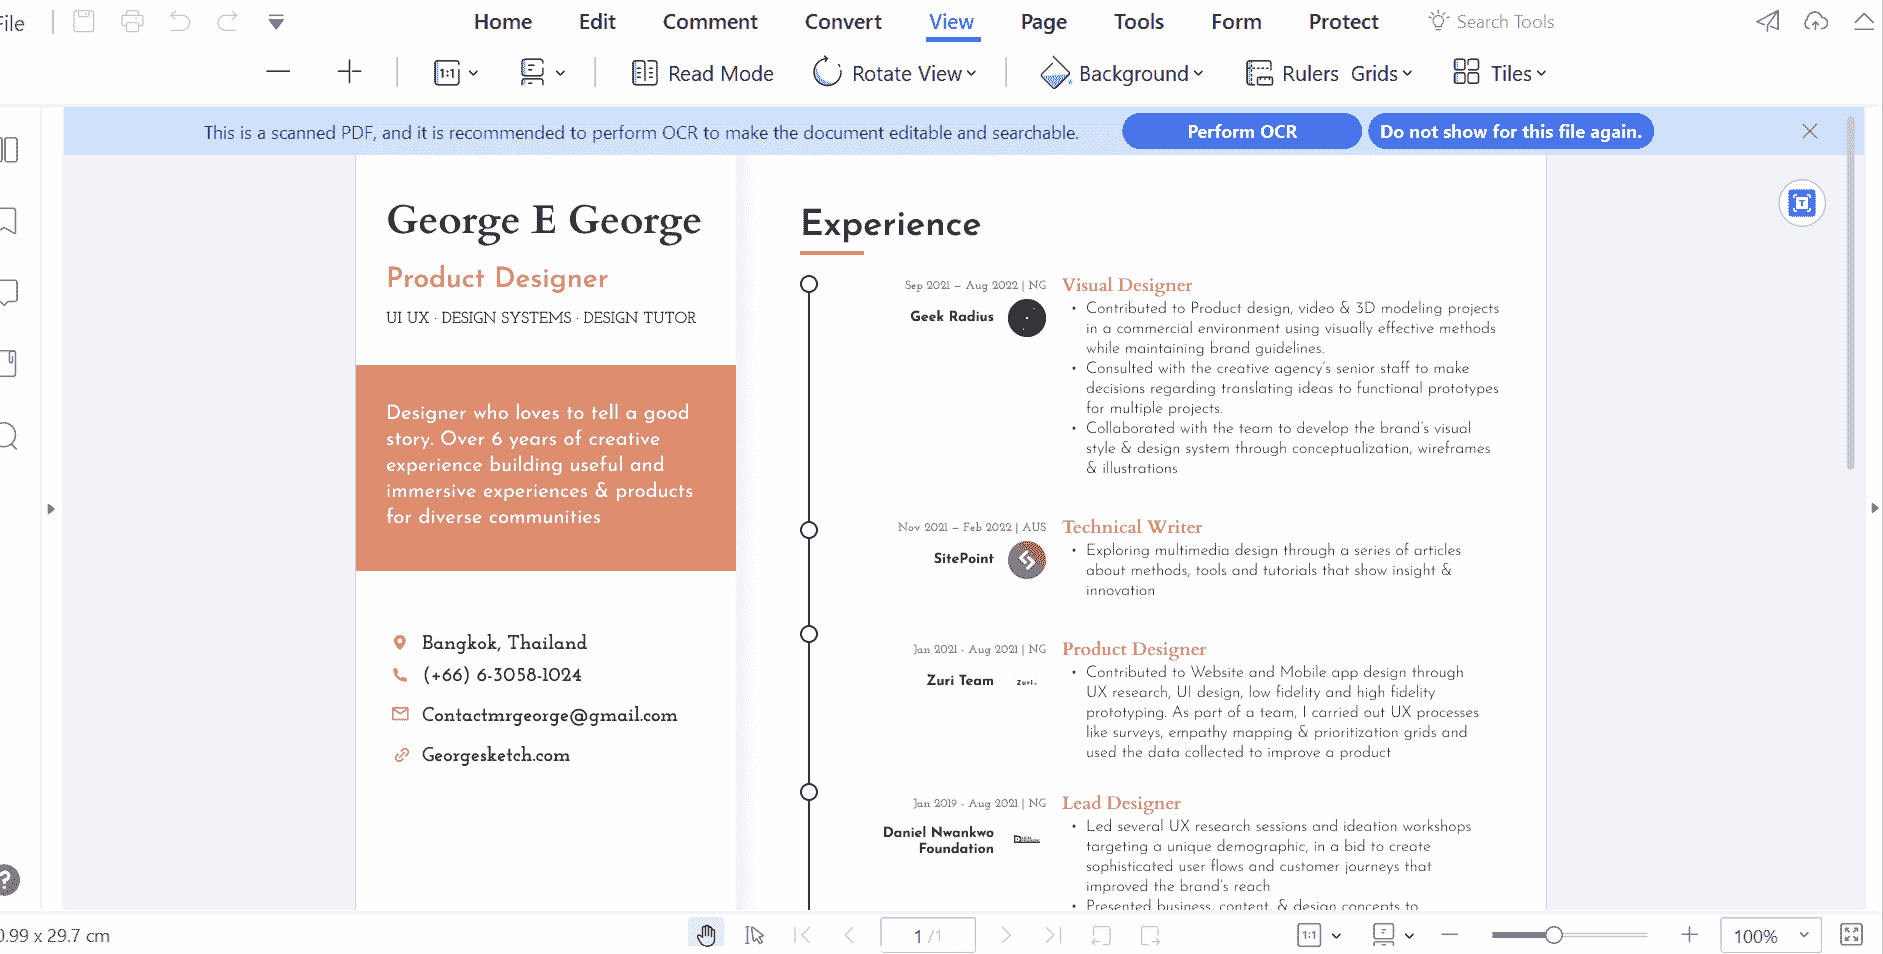 File
Home Edit Comment Convert View Page Tools Form Protect Search Tools
1:1 Read Mode Rotate View Background Rulers Grids Tiles
This is a scanned PDF, and it is recommended to perform OCR to make the document editable and searchable. Perform OCR Do not show for this file again.
George E George
Product Designer
UI UX · DESIGN SYSTEMS · DESIGN TUTOR
Designer who loves to tell a good
story. Over 6 years of creative
experience building useful and
immersive experiences & products
for diverse communities
Bangkok, Thailand
(+66) 6-3058-1024
Contactmrgeorge@gmail.com
Georgesketch.com
Experience
Sep 2021 – Aug 2022 | NG
Geek Radius
Visual Designer
• Contributed to Product design, video & 3D modeling projects
in a commercial environment using visually effective methods
while maintaining brand guidelines.
• Consulted with the creative agency's senior staff to make
decisions regarding translating ideas to functional prototypes
for multiple projects.
• Collaborated with the team to develop the brand's visual
style & design system through conceptualization, wireframes
& illustrations
Nov 2021 – Feb 2022 | AUS
SitePoint
Technical Writer
• Exploring multimedia design through a series of articles
about methods, tools and tutorials that show insight &
innovation
Jan 2021 - Aug 2021 | NG
Zuri Team
Zuri
Product Designer
• Contributed to Website and Mobile app design through
UX research, UI design, low fidelity and high fidelity
prototyping. As part of a team, I carried out UX processes
like surveys, empathy mapping & prioritization grids and
used the data collected to improve a product
Jan 2019 - Aug 2021 | NG
Daniel Nwankwo
Foundation
Lead Designer
• Led several UX research sessions and ideation workshops
targeting a unique demographic, in a bid to create
sophisticated user flows and customer journeys that
improved the brand's reach
• Presented business, content, & design concepts to
0.99 x 29.7 cm 1 /1 1:1 100%